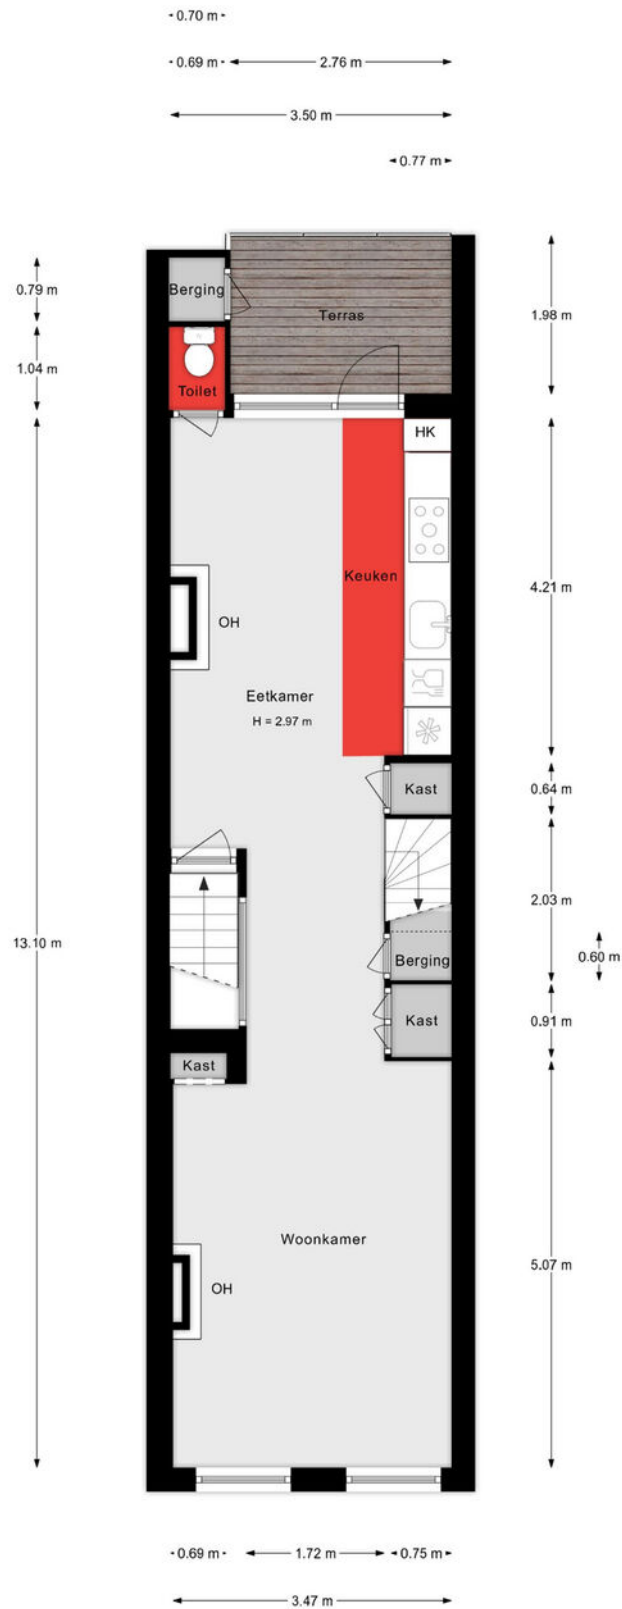 0.70 m
0.69 m
2.76 m
3.50 m
0.77 m
0.79 m
Berging
Terras
1.98 m
1.04 m
Toilet
HK
Keuken
4.21 m
OH
Eetkamer
H = 2.97 m
Kast
0.64 m
2.03 m
13.10 m
Berging
0.60 m
Kast
0.91 m
Kast
Woonkamer
5.07 m
OH
0.69 m
1.72 m
0.75 m
3.47 m